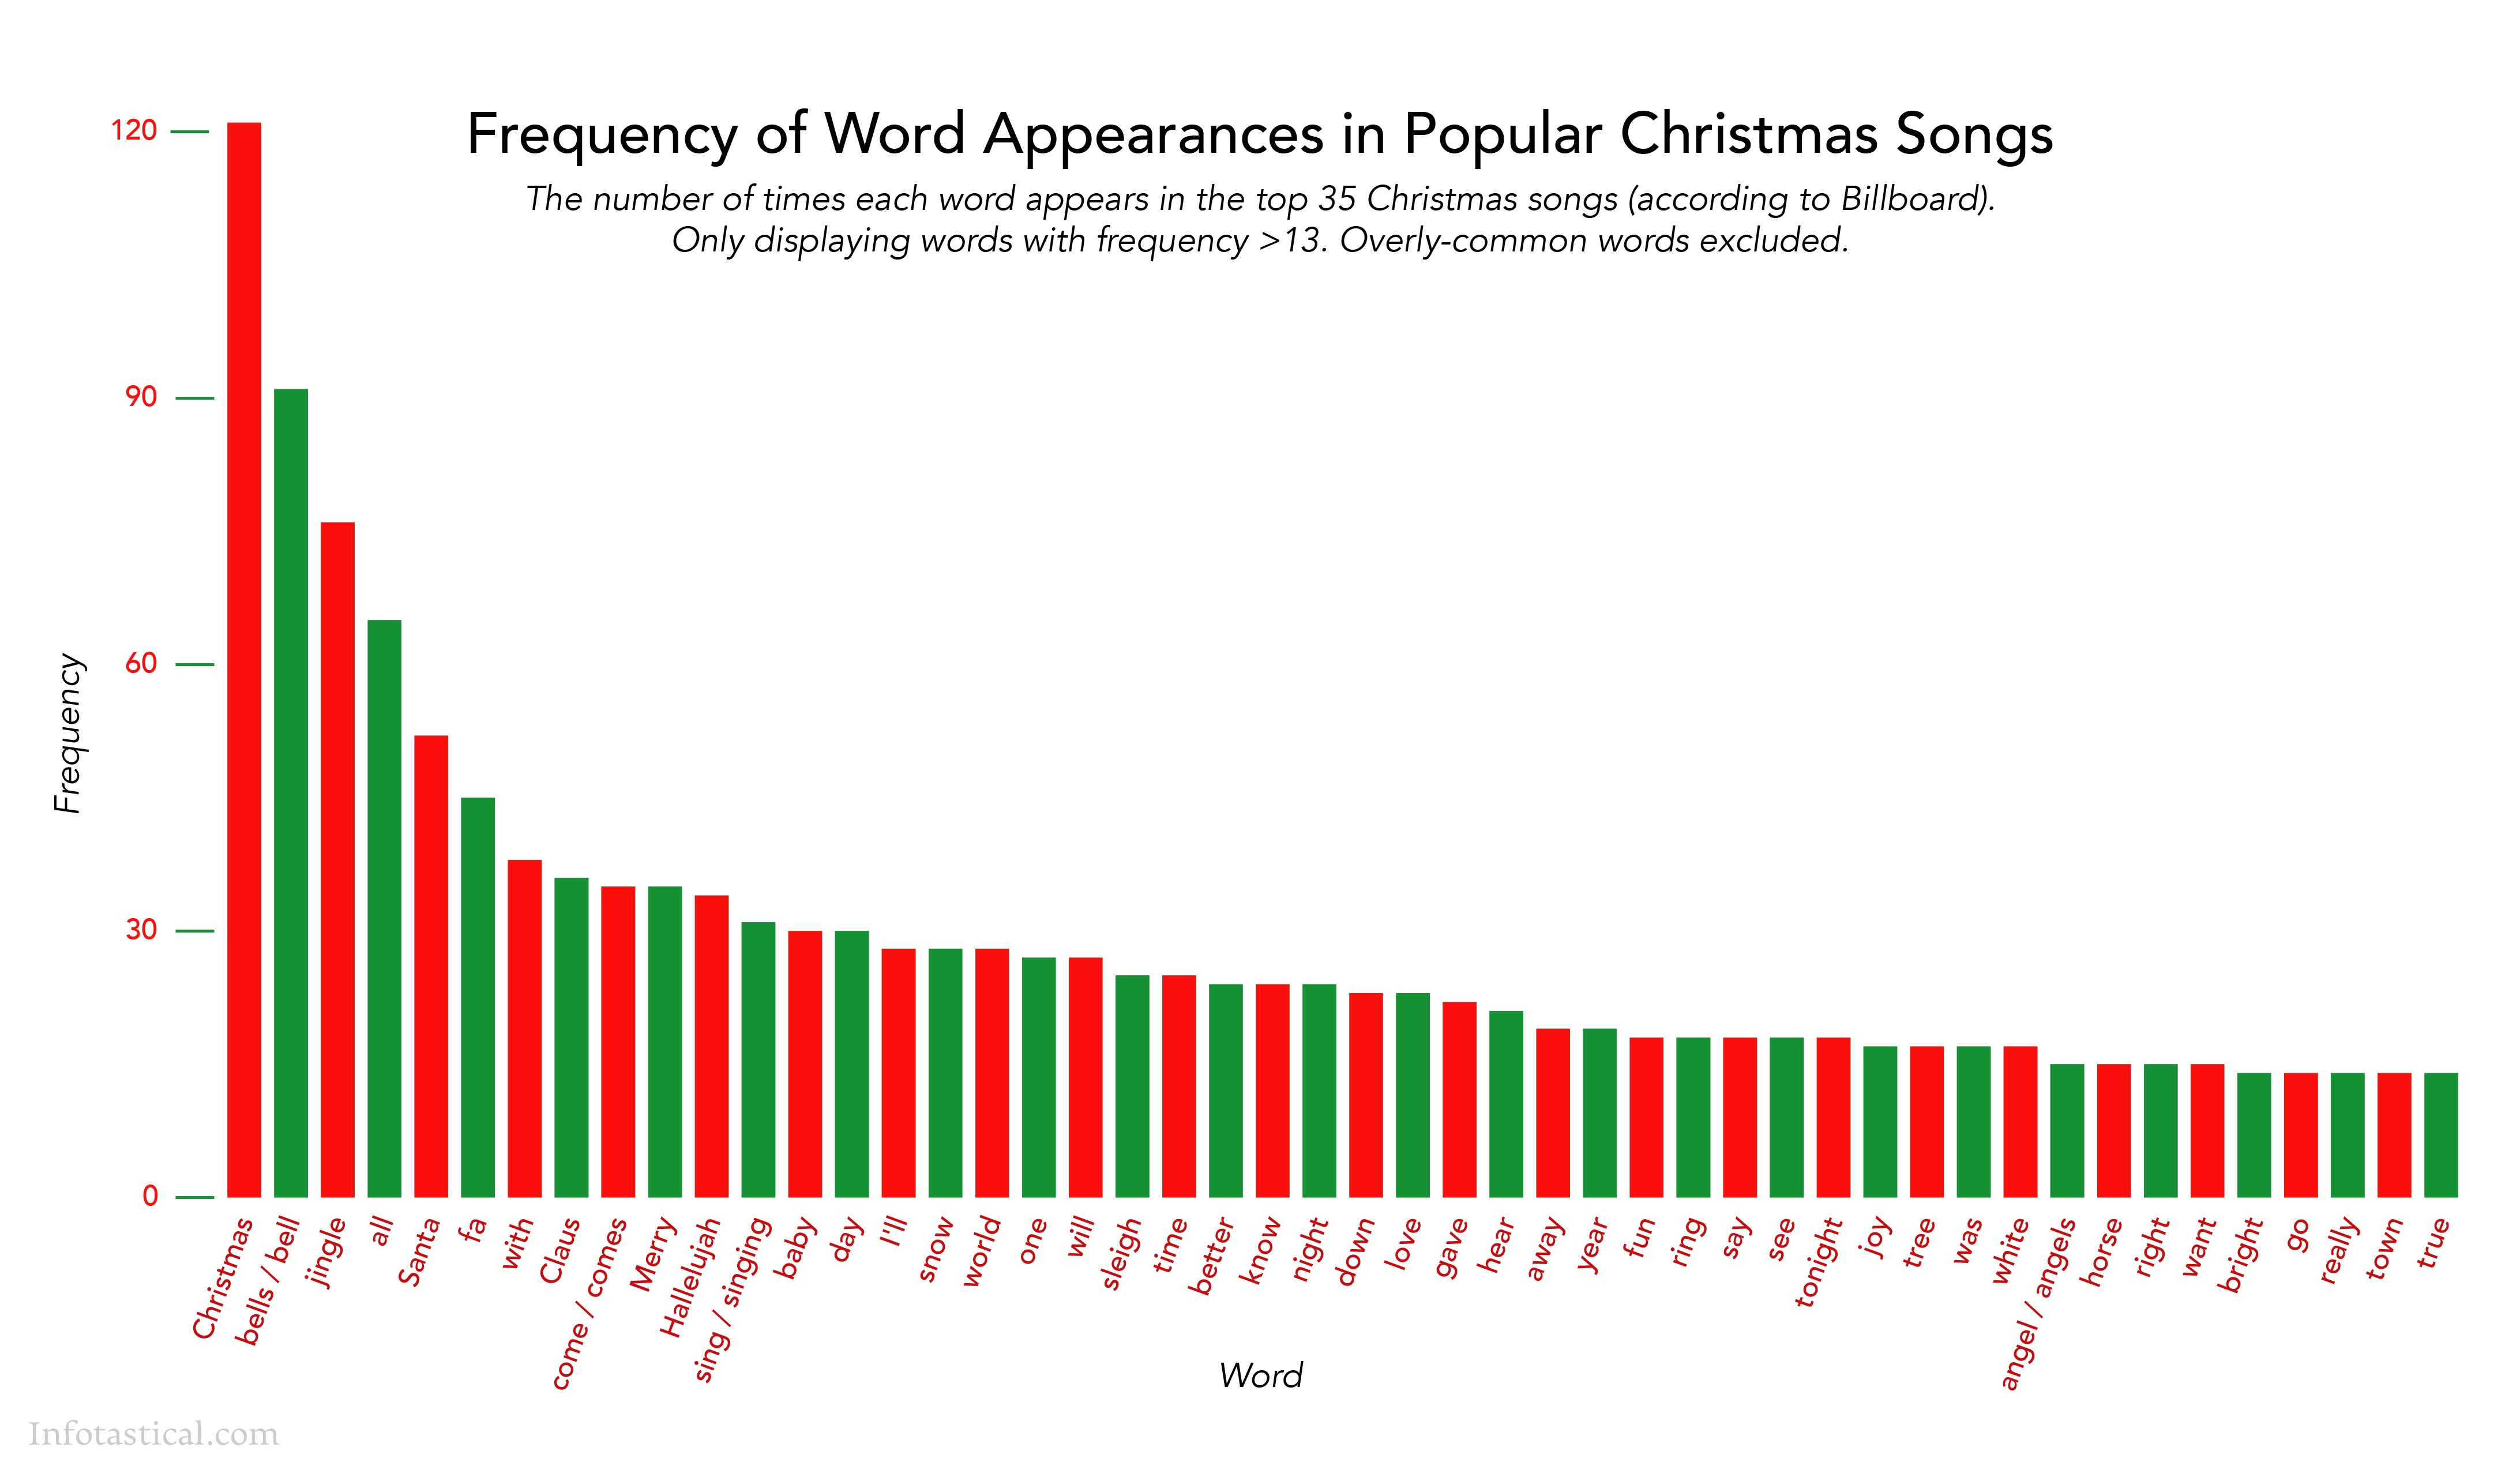 Frequency of Word Appearances in Popular Christmas Songs
The number of times each word appears in the top 35 Christmas songs (according to Billboard).
Only displaying words with frequency >13. Overly-common words excluded.
Frequency
120
90
60
30
0
Christmas
bells / bell
jingle
all
Santa
fa
with
Claus
come / comes
Merry
Hallelujah
sing / singing
baby
day
I'll
snow
world
one
will
sleigh
time
better
know
night
down
love
gave
hear
away
year
fun
ring
say
see
tonight
joy
tree
was
white
angel / angels
horse
right
want
bright
go
really
town
true
Word
Infotastical.com